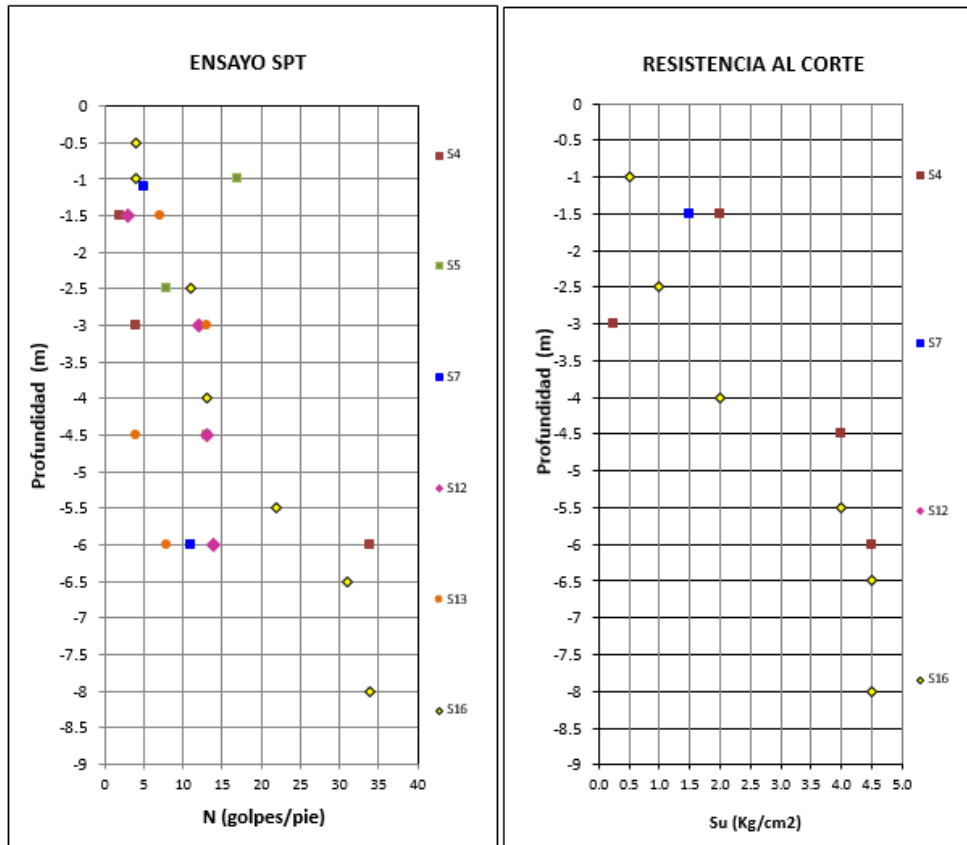 ENSAYO SPT
0
-0.5
-1
-1.5
-2
-2.5
-3
-3.5
-4
-4.5
-5
-5.5
-6
-6.5
-7
-7.5
-8
-8.5
-9
0 5 10 15 20 25 30 35 40
Profundidad (m)
N (golpes/pie)
S4
S5
S7
S12
S13
S16
RESISTENCIA AL CORTE
0
-0.5
-1
-1.5
-2
-2.5
-3
-3.5
-4
-4.5
-5
-5.5
-6
-6.5
-7
-7.5
-8
-8.5
-9
0.0 0.5 1.0 1.5 2.0 2.5 3.0 3.5 4.0 4.5 5.0
Profundidad (m)
Su (Kg/cm2)
S4
S7
S12
S16